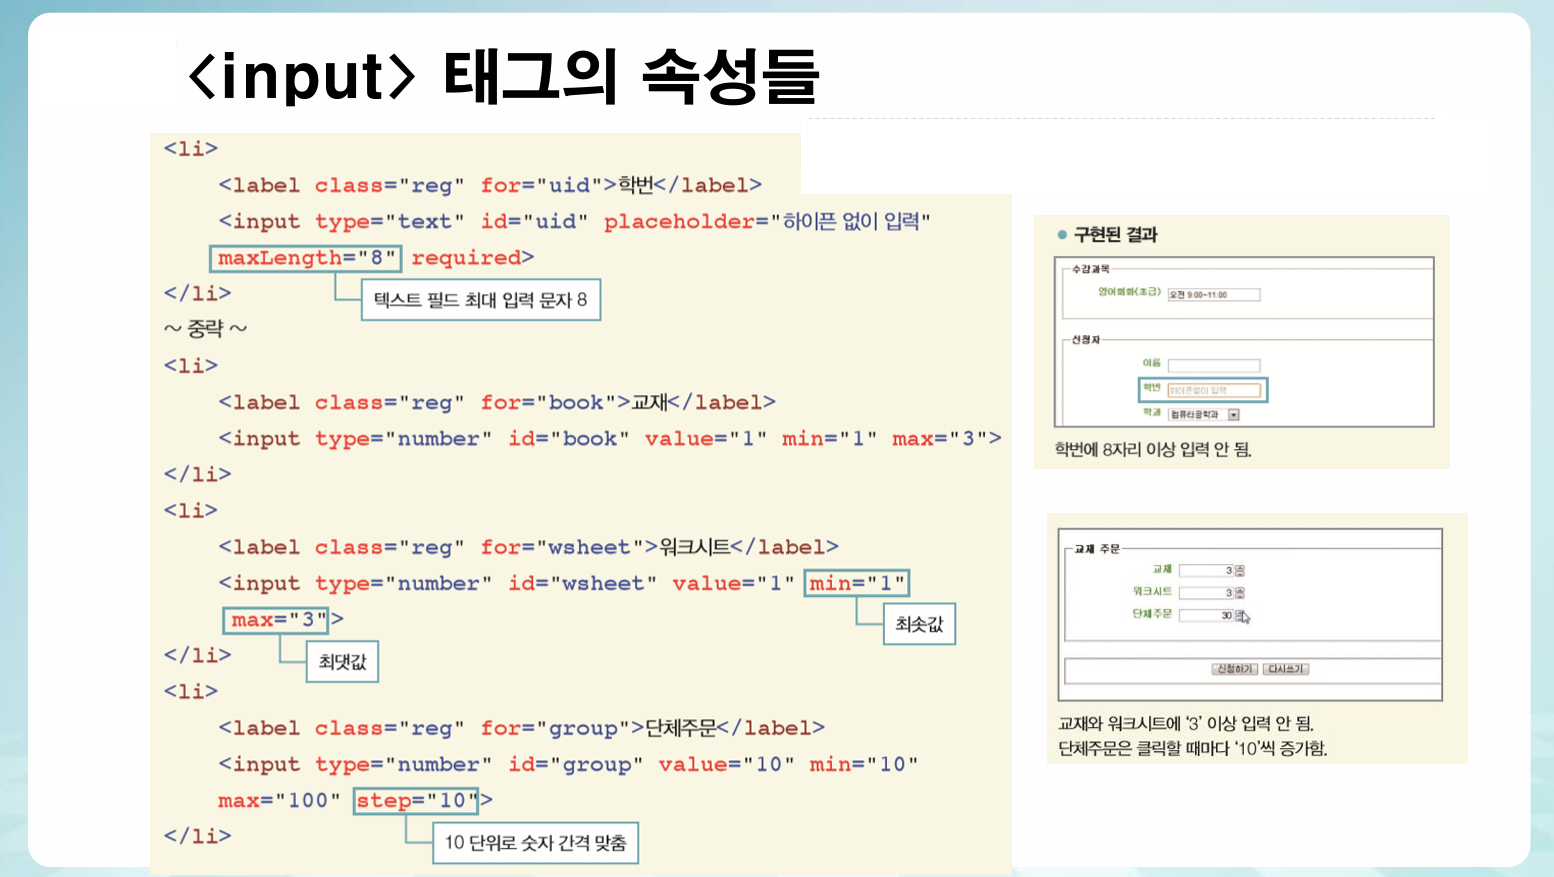 <input> 태그의 속성들
<li>
<label class="reg" for="uid">학번</label>
<input type="text" id="uid" placeholder="하이픈 없이 입력"
maxLength="8" required>
텍스트 필드 최대 입력 문자 8
</li>
~ 중략 ~
<li>
<label class="reg" for="book">교재</label>
<input type="number" id="book" value="1" min="1" max="3">
</li>
<li>
<label class="reg" for="wsheet">워크시트</label>
<input type="number" id="wsheet" value="1" min="1"
max="3">
최솟값
최댓값
</li>
<li>
<label class="reg" for="group">단체주문</label>
<input type="number" id="group" value="10" min="10"
max="100" step="10">
10 단위로 숫자 간격 맞춤
</li>
● 구현된 결과
수강과목
영어회화(초급) 오전 9:00~11:00
신청자
이름
학번 하이픈없이 입력
학과 컴퓨터공학과
학번에 8자리 이상 입력 안 됨.
교재 주문
교재 3
워크시트 3
단체주문 30
신청하기 다시쓰기
교재와 워크시트에 ‘3’ 이상 입력 안 됨.
단체주문은 클릭할 때마다 ‘10’씩 증가함.